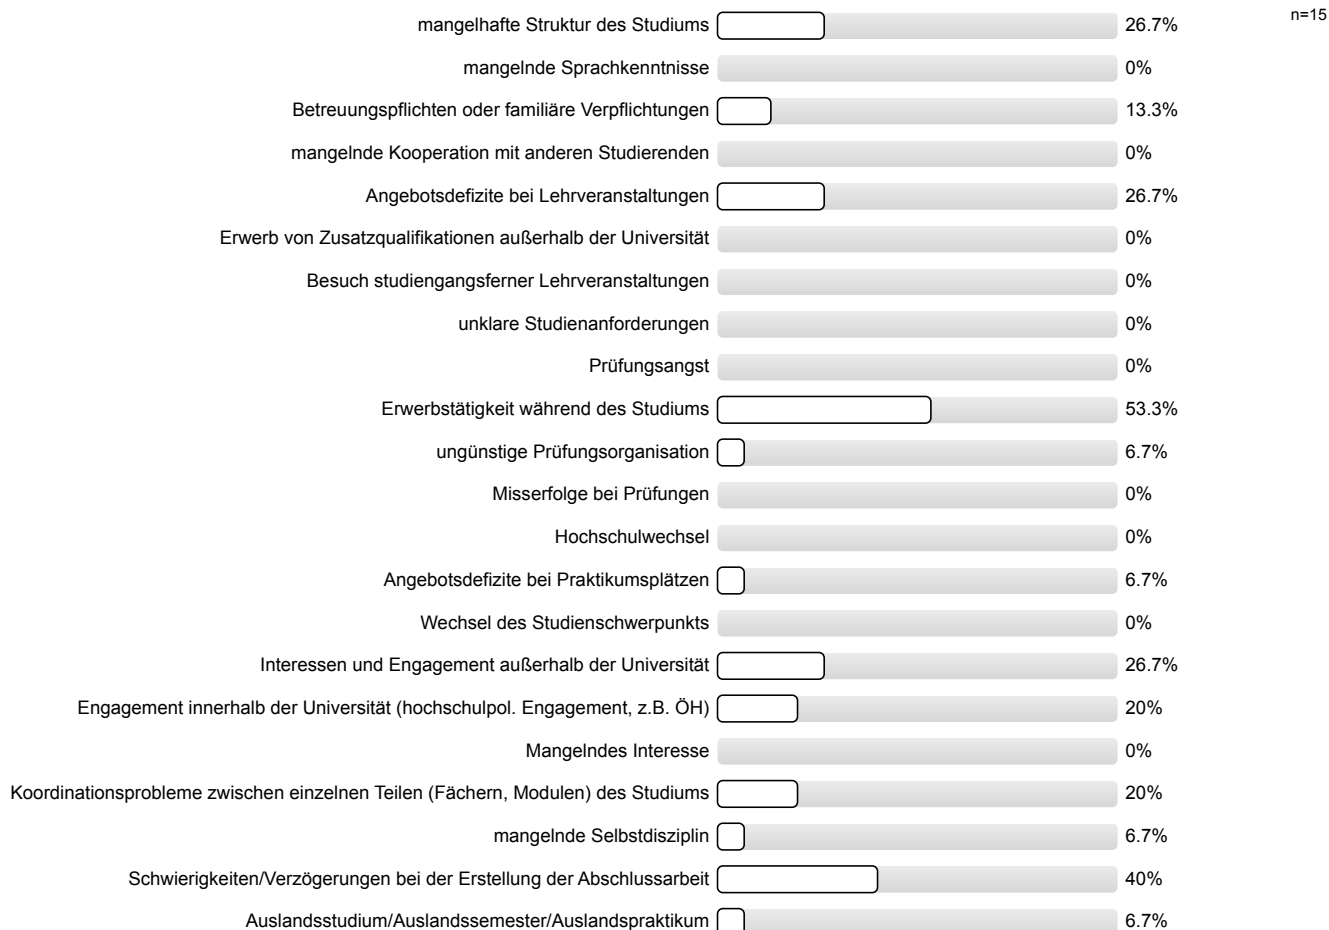 mangelhafte Struktur des Studiums 26.7% n=15
mangelnde Sprachkenntnisse 0%
Betreuungspflichten oder familiäre Verpflichtungen 13.3%
mangelnde Kooperation mit anderen Studierenden 0%
Angebotsdefizite bei Lehrveranstaltungen 26.7%
Erwerb von Zusatzqualifikationen außerhalb der Universität 0%
Besuch studiengangsferner Lehrveranstaltungen 0%
unklare Studienanforderungen 0%
Prüfungsangst 0%
Erwerbstätigkeit während des Studiums 53.3%
ungünstige Prüfungsorganisation 6.7%
Misserfolge bei Prüfungen 0%
Hochschulwechsel 0%
Angebotsdefizite bei Praktikumsplätzen 6.7%
Wechsel des Studienschwerpunkts 0%
Interessen und Engagement außerhalb der Universität 26.7%
Engagement innerhalb der Universität (hochschulpol. Engagement, z.B. ÖH) 20%
Mangelndes Interesse 0%
Koordinationsprobleme zwischen einzelnen Teilen (Fächern, Modulen) des Studiums 20%
mangelnde Selbstdisziplin 6.7%
Schwierigkeiten/Verzögerungen bei der Erstellung der Abschlussarbeit 40%
Auslandsstudium/Auslandssemester/Auslandspraktikum 6.7%